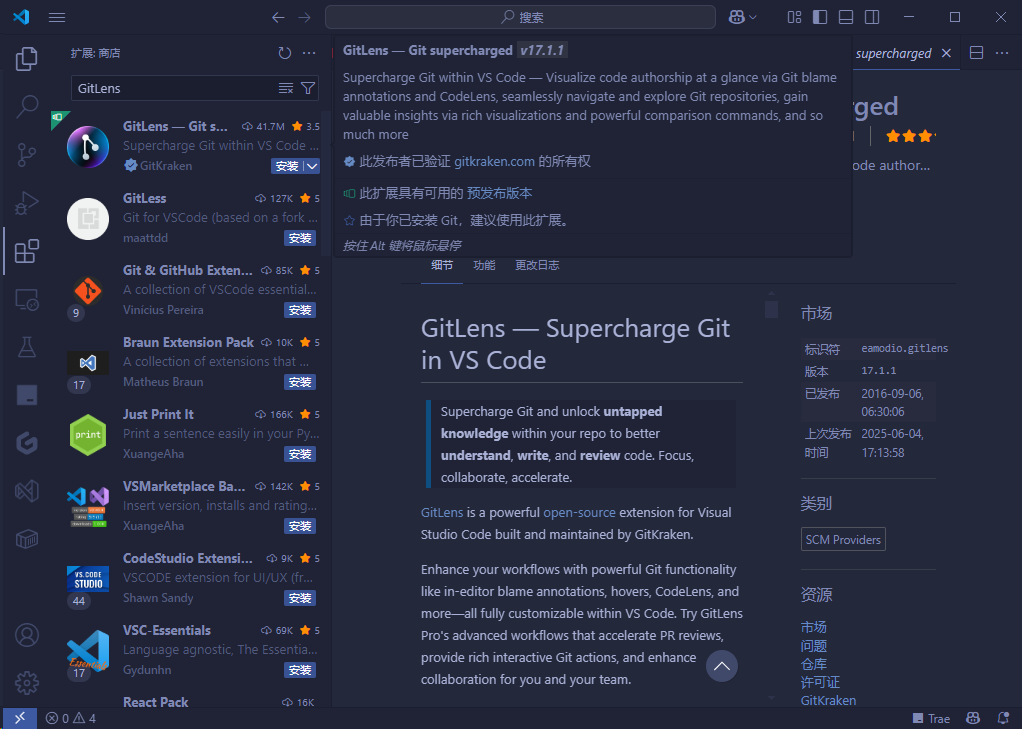 搜索
扩展: 商店
GitLens
GitLens — Git s... 41.7M 3.5
Supercharge Git within VS Code ...
GitKraken 安装
GitLess 127K 5
Git for VSCode (based on a fork ...
maattdd 安装
Git & GitHub Exten... 85K 5
A collection of VSCode essential...
9 Vinícius Pereira 安装
Braun Extension Pack 10K 5
A collection of extensions that ...
17 Matheus Braun 安装
Just Print It 166K 5
print
Print a sentence easily in your Py...
XuangeAha 安装
VSMarketplace Ba... 142K 5
Insert version, installs and rating...
XuangeAha 安装
CodeStudio Extensi... 9K 5
VS.CODE STUDIO
VSCODE extension for UI/UX (fr...
44 Shawn Sandy 安装
VSC-Essentials 69K 5
Language agnostic, The Essentia...
Essentials
17 Gydunhn 安装
React Pack 16K
GitLens — Git supercharged v17.1.1
Supercharge Git within VS Code — Visualize code authorship at a glance via Git blame
annotations and CodeLens, seamlessly navigate and explore Git repositories, gain
valuable insights via rich visualizations and powerful comparison commands, and so
much more
此发布者已验证 gitkraken.com 的所有权
此扩展具有可用的 预发布版本
由于你已安装 Git，建议使用此扩展。
按住 Alt 键将鼠标悬停
supercharged
rged
ode author...
细节 功能 更改日志
GitLens — Supercharge Git
in VS Code
Supercharge Git and unlock untapped
knowledge within your repo to better
understand, write, and review code. Focus,
collaborate, accelerate.
GitLens is a powerful open-source extension for Visual
Studio Code built and maintained by GitKraken.
Enhance your workflows with powerful Git functionality
like in-editor blame annotations, hovers, CodeLens, and
more—all fully customizable within VS Code. Try GitLens
Pro's advanced workflows that accelerate PR reviews,
provide rich interactive Git actions, and enhance
collaboration for you and your team.
市场
标识符 eamodio.gitlens
版本 17.1.1
已发布 2016-09-06,
06:30:06
上次发布 2025-06-04,
时间 17:13:58
类别
SCM Providers
资源
市场
问题
仓库
许可证
GitKraken
0 4
Trae